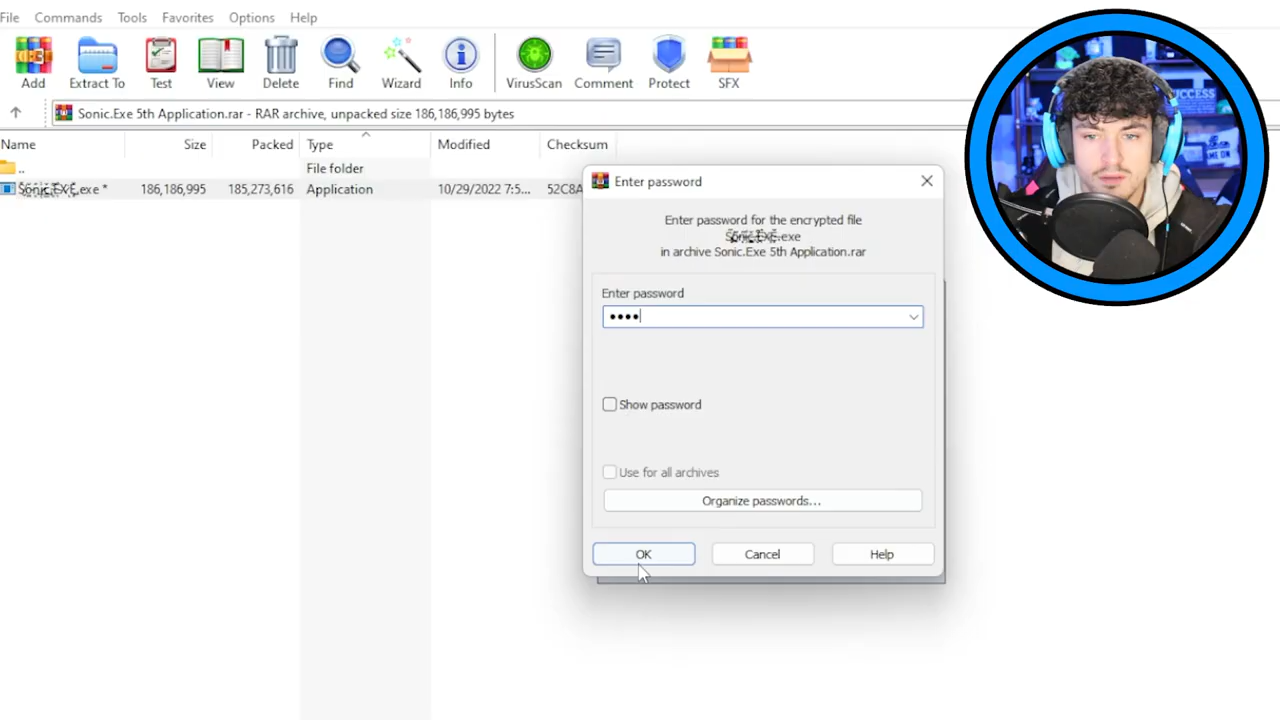 File Commands Tools Favorites Options Help
Add Extract To Test View Delete Find Wizard Info VirusScan Comment Protect SFX
Sonic.Exe 5th Application.rar - RAR archive, unpacked size 186,186,995 bytes
Name Size Packed Type Modified Checksum
.. File folder
Sonic.EXE.exe * 186,186,995 185,273,616 Application 10/29/2022 7:5... 52C8A
Enter password
Enter password for the encrypted file
Sonic.EXE.exe
in archive Sonic.Exe 5th Application.rar
Enter password
••••
Show password
Use for all archives
Organize passwords...
OK Cancel Help
SUCCESS